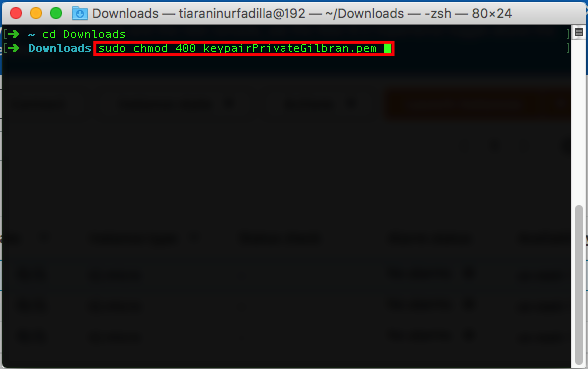 Downloads — tiaraninurfadilla@192 — ~/Downloads — -zsh — 80×24
[➜ ~ cd Downloads ]
[➜ Downloads sudo chmod 400 keypairPrivateGilbran.pem ]